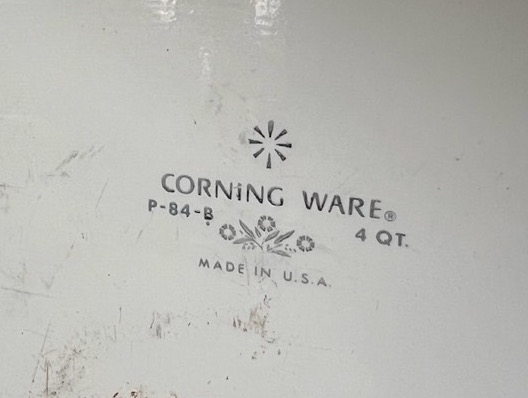 CORNING WARE®
P-84-B 4 QT.
MADE IN U.S.A.